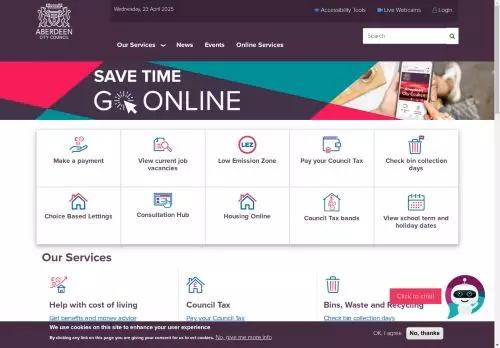 Wednesday, 23 April 2025
Accessibility Tools
Live Webcams
Login
ABERDEEN
CITY COUNCIL
Our Services
News
Events
Online Services
Search
SAVE TIME
GO ONLINE
Make a payment
View current job
vacancies
LEZ
Low Emission Zone
Pay your Council Tax
Check bin collection
days
Choice Based Lettings
Consultation Hub
Housing Online
Council Tax bands
View school term and
holiday dates
Our Services
Help with cost of living
Get benefits and money advice
Council Tax
Pay your Council Tax
Bins, Waste and Recycling
Check bin collection days
Click to chat!
We use cookies on this site to enhance your user experience
By clicking any link on this page you are giving your consent for us to set cookies. No, give me more info
OK, I agree
No, thanks